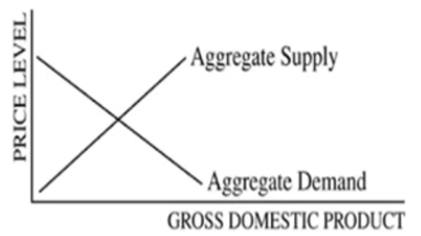 PRICE LEVEL
Aggregate Supply
Aggregate Demand
GROSS DOMESTIC PRODUCT